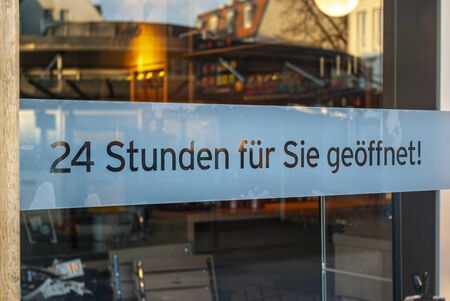 24 Stunden für Sie geöffnet!